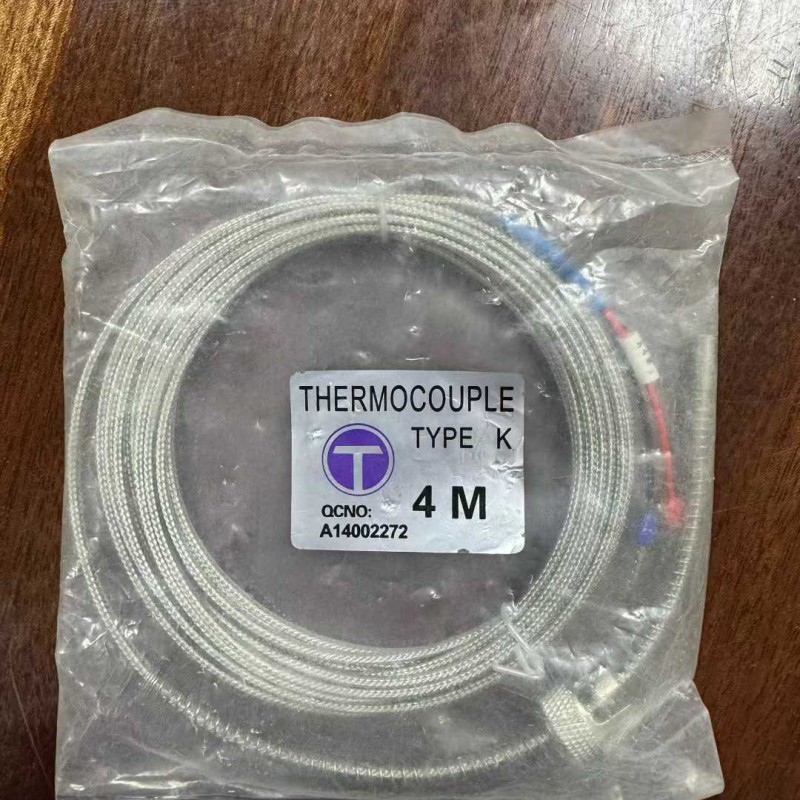 THERMOCOUPLE
TYPE K
T
QCNO: 4 M
A14002272